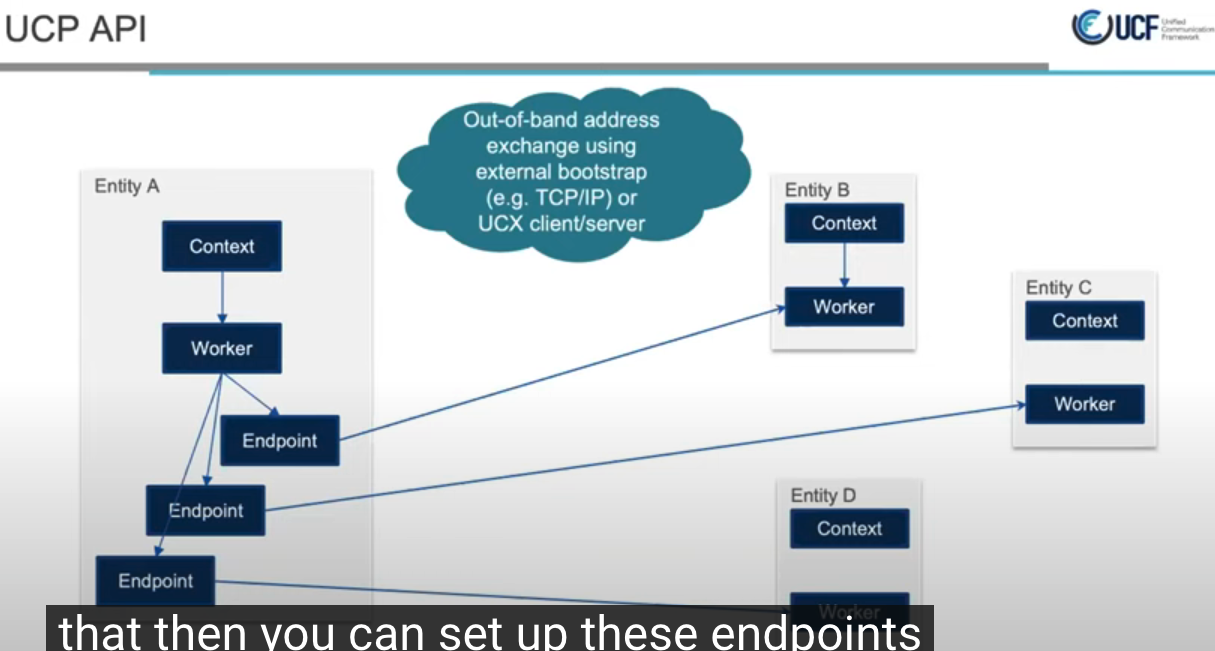 UCP API
UCF
Unified
Communication
Framework
Out-of-band address
exchange using
external bootstrap
(e.g. TCP/IP) or
UCX client/server
Entity A
Context
Worker
Endpoint
Endpoint
Endpoint
Entity B
Context
Worker
Entity C
Context
Worker
Entity D
Context
Worker
that then you can set up these endpoints